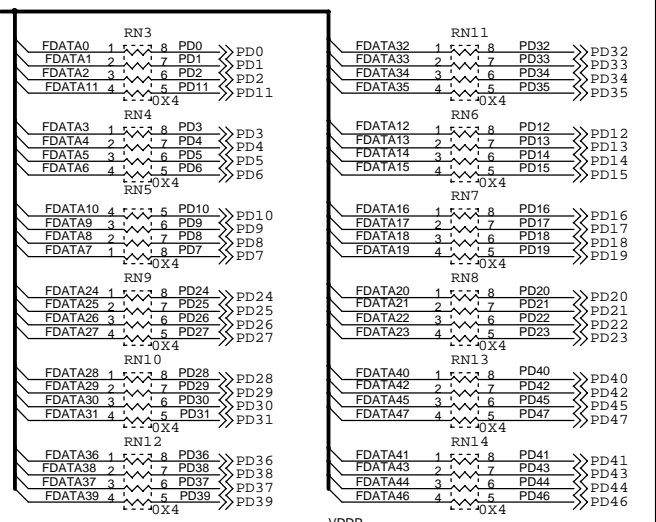 RN3
FDATA0 1 8 PD0 PD0
FDATA1 2 7 PD1 PD1
FDATA2 3 6 PD2 PD2
FDATA11 4 5 PD11 PD11
0X4
RN4
FDATA3 1 8 PD3 PD3
FDATA4 2 7 PD4 PD4
FDATA5 3 6 PD5 PD5
FDATA6 4 5 PD6 PD6
0X4
RN5
FDATA10 4 5 PD10 PD10
FDATA9 3 6 PD9 PD9
FDATA8 2 7 PD8 PD8
FDATA7 1 8 PD7 PD7
0X4
RN9
FDATA24 1 8 PD24 PD24
FDATA25 2 7 PD25 PD25
FDATA26 3 6 PD26 PD26
FDATA27 4 5 PD27 PD27
0X4
RN10
FDATA28 1 8 PD28 PD28
FDATA29 2 7 PD29 PD29
FDATA30 3 6 PD30 PD30
FDATA31 4 5 PD31 PD31
0X4
RN12
FDATA36 1 8 PD36 PD36
FDATA38 2 7 PD38 PD38
FDATA37 3 6 PD37 PD37
FDATA39 4 5 PD39 PD39
0X4
RN11
FDATA32 1 8 PD32 PD32
FDATA33 2 7 PD33 PD33
FDATA34 3 6 PD34 PD34
FDATA35 4 5 PD35 PD35
0X4
RN6
FDATA12 1 8 PD12 PD12
FDATA13 2 7 PD13 PD13
FDATA14 3 6 PD14 PD14
FDATA15 4 5 PD15 PD15
0X4
RN7
FDATA16 1 8 PD16 PD16
FDATA17 2 7 PD17 PD17
FDATA18 3 6 PD18 PD18
FDATA19 4 5 PD19 PD19
0X4
RN8
FDATA20 1 8 PD20 PD20
FDATA21 2 7 PD21 PD21
FDATA22 3 6 PD22 PD22
FDATA23 4 5 PD23 PD23
0X4
RN13
FDATA40 1 8 PD40 PD40
FDATA42 2 7 PD42 PD42
FDATA45 3 6 PD45 PD45
FDATA47 4 5 PD47 PD47
0X4
RN14
FDATA41 1 8 PD41 PD41
FDATA43 2 7 PD43 PD43
FDATA44 3 6 PD44 PD44
FDATA46 4 5 PD46 PD46
0X4